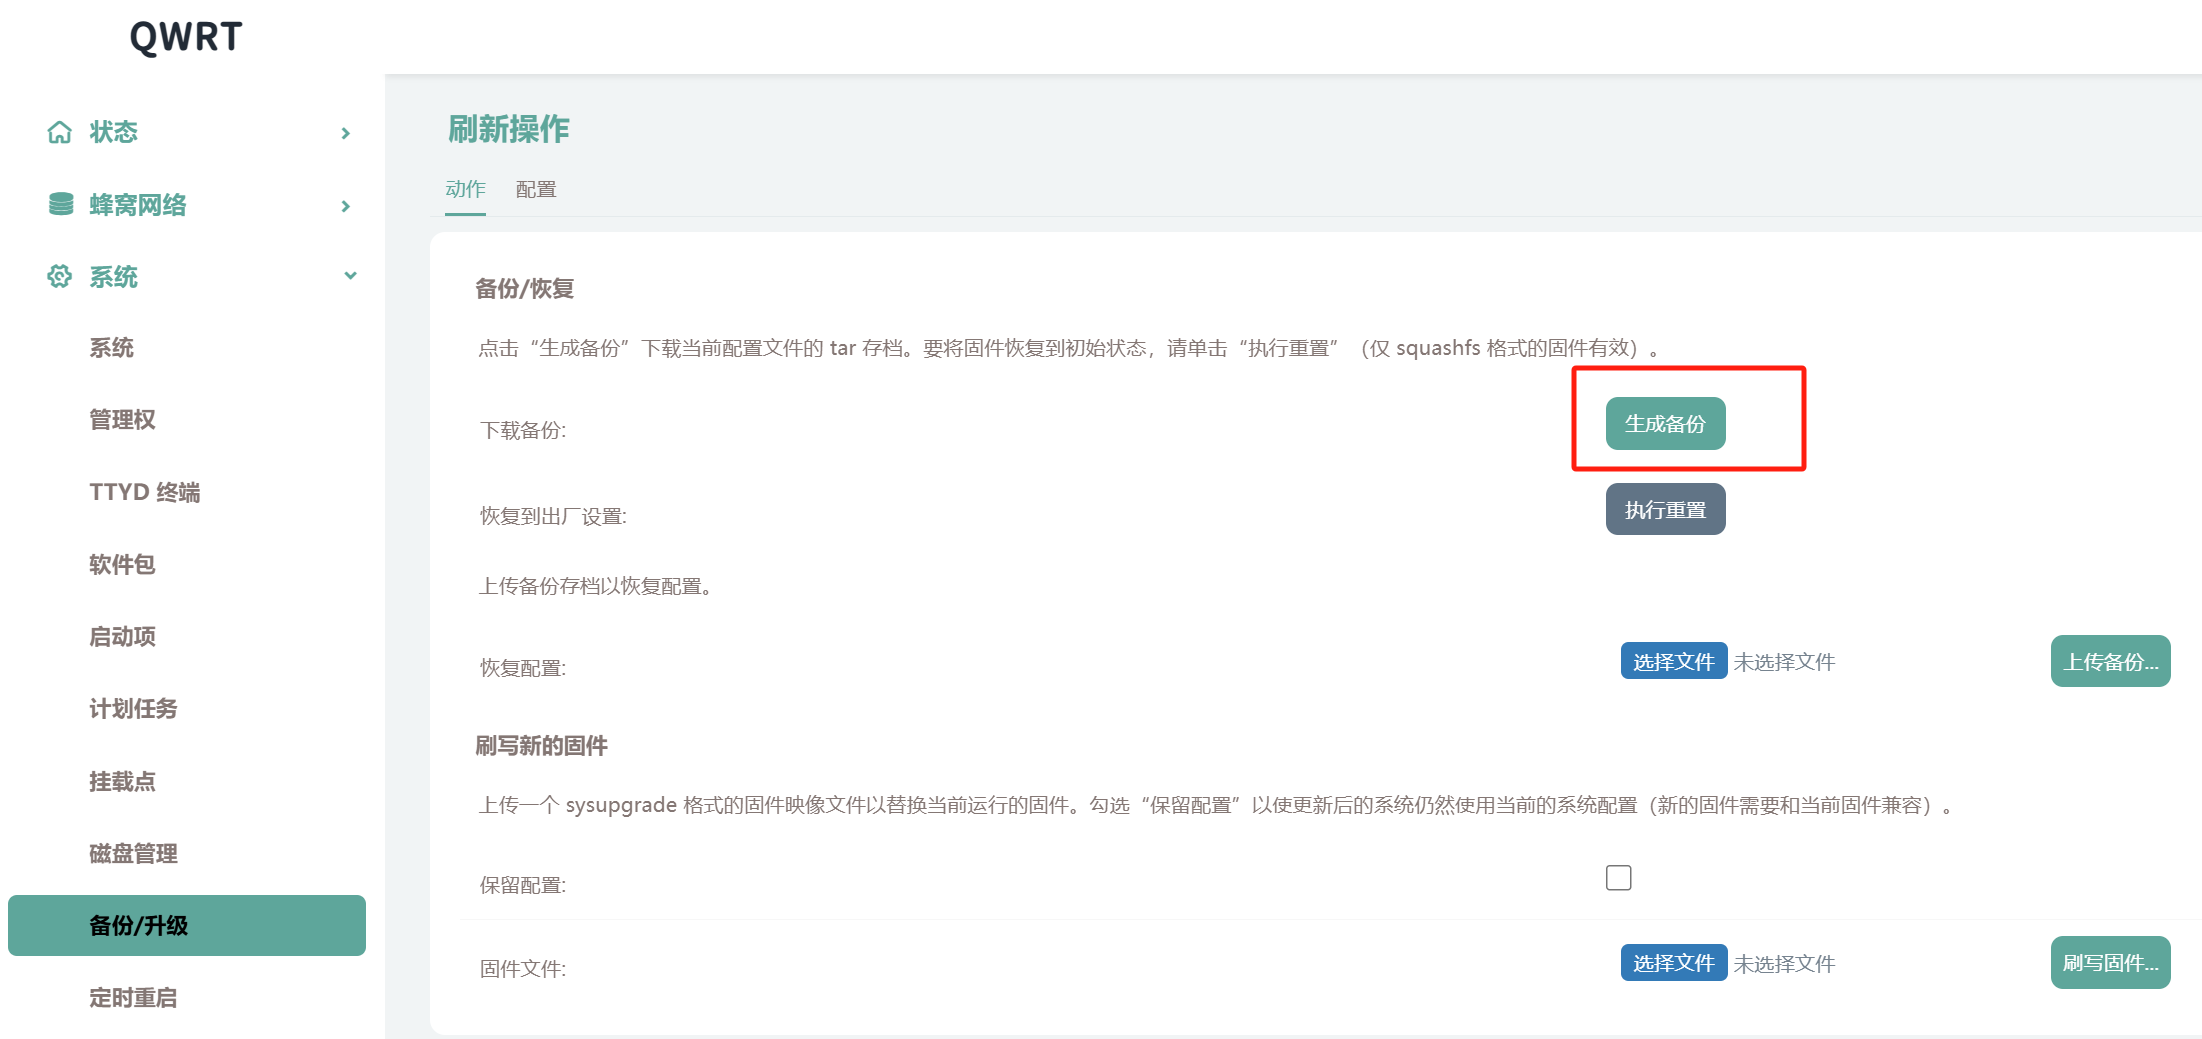 QWRT
状态
蜂窝网络
系统
系统
管理权
TTYD 终端
软件包
启动项
计划任务
挂载点
磁盘管理
备份/升级
定时重启
刷新操作
动作 配置
备份/恢复
点击“生成备份”下载当前配置文件的 tar 存档。要将固件恢复到初始状态，请单击“执行重置”（仅 squashfs 格式的固件有效）。
下载备份: 生成备份
恢复到出厂设置: 执行重置
上传备份存档以恢复配置。
恢复配置: 选择文件 未选择文件 上传备份...
刷写新的固件
上传一个 sysupgrade 格式的固件映像文件以替换当前运行的固件。勾选“保留配置”以使更新后的系统仍然使用当前的系统配置（新的固件需要和当前固件兼容）。
保留配置:
固件文件: 选择文件 未选择文件 刷写固件...